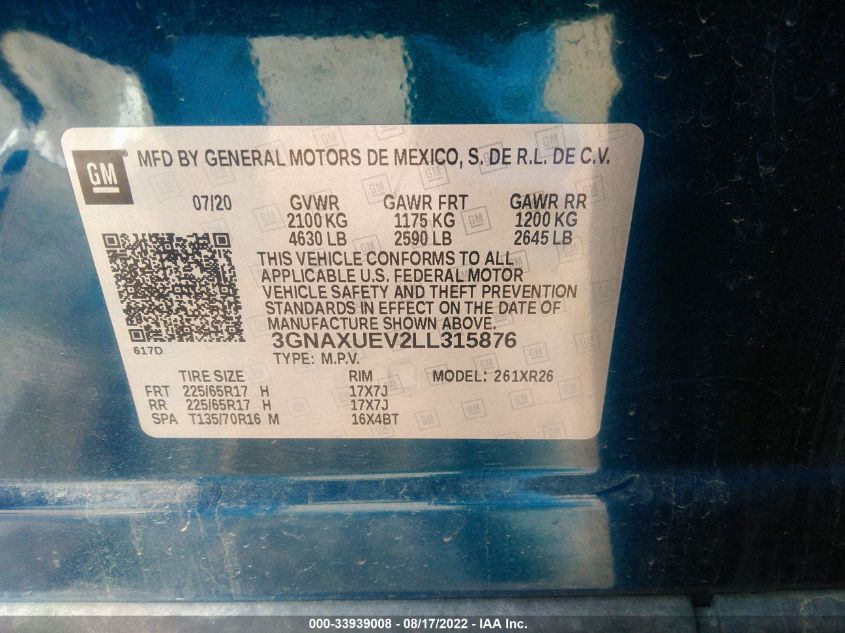 GM MFD BY GENERAL MOTORS DE MEXICO, S. DE R.L. DE C.V.
07/20 GVWR GAWR FRT GAWR RR
2100 KG 1175 KG 1200 KG
4630 LB 2590 LB 2645 LB
THIS VEHICLE CONFORMS TO ALL
APPLICABLE U.S. FEDERAL MOTOR
VEHICLE SAFETY AND THEFT PREVENTION
STANDARDS IN EFFECT ON THE DATE OF
MANUFACTURE SHOWN ABOVE.
617D 3GNAXUEV2LL315876
TYPE: M.P.V.
TIRE SIZE RIM MODEL: 261XR26
FRT 225/65R17 H 17X7J
RR 225/65R17 H 17X7J
SPA T135/70R16 M 16X4BT
000-33939008 - 08/17/2022 - IAA Inc.